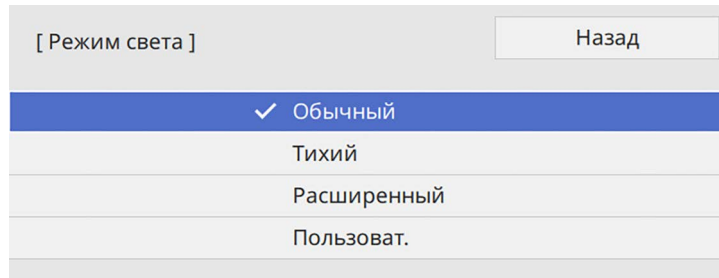 [ Режим света ]
Назад
Обычный
Тихий
Расширенный
Пользоват.